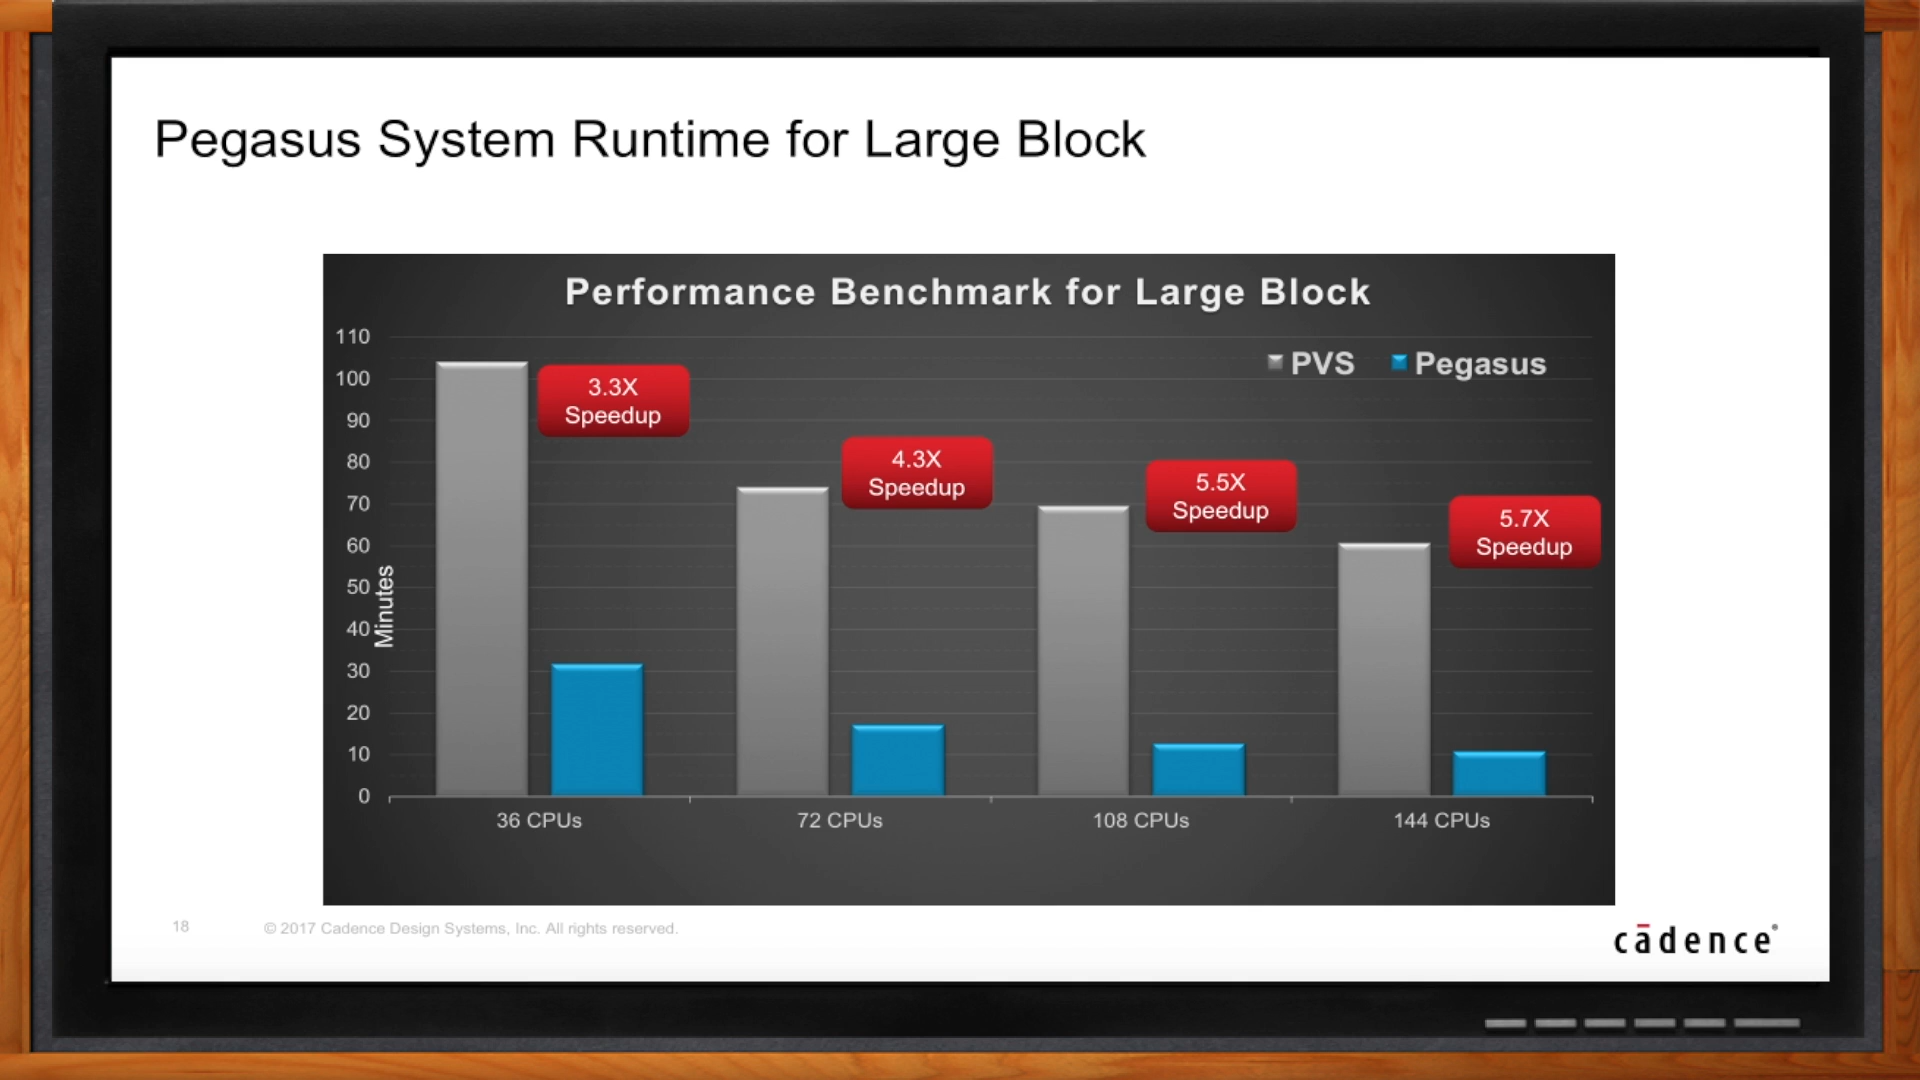 Pegasus System Runtime for Large Block
Performance Benchmark for Large Block
PVS Pegasus
110
100
90
80
70
60
50
40
30
20
10
0
Minutes
3.3X
Speedup
4.3X
Speedup
5.5X
Speedup
5.7X
Speedup
36 CPUs
72 CPUs
108 CPUs
144 CPUs
18
© 2017 Cadence Design Systems, Inc. All rights reserved.
cādence®